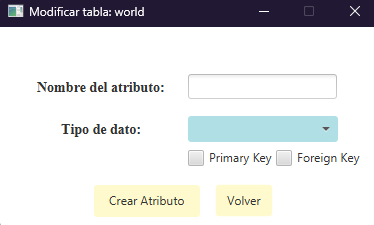 Modificar tabla: world
Nombre del atributo:
Tipo de dato:
Primary Key Foreign Key
Crear Atributo Volver